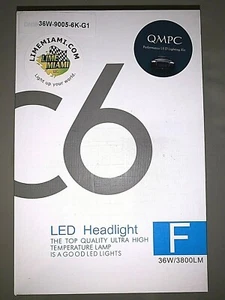 36W-9005-6K-G1
LIMEMIAMI.COM
LIME
MIAMI
Light up your world.
QMPC
Performance LED Lighting Kit
C6
LED Headlight
THE TOP QUALITY ULTRA HIGH
TEMPERATURE LAMP
IS A GOOD LED LIGHTS
F
36W/3800LM